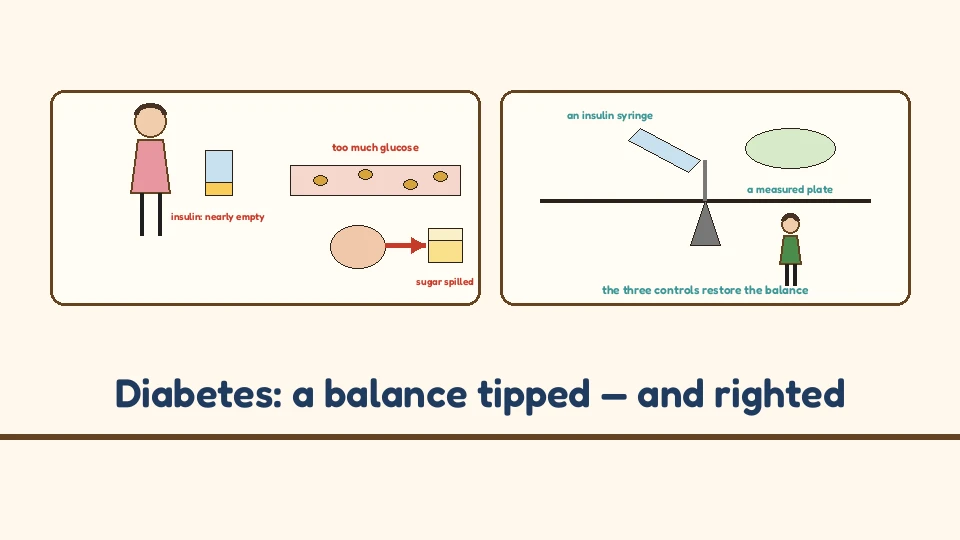 too much glucose
insulin: nearly empty
sugar spilled
an insulin syringe
a measured plate
the three controls restore the balance
Diabetes: a balance tipped — and righted